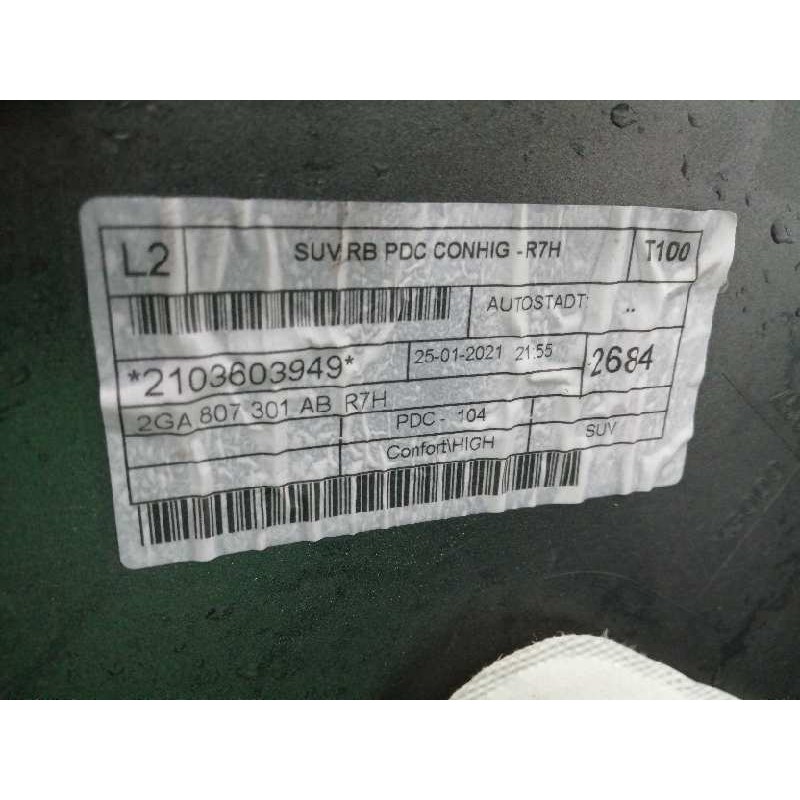 L2 SUV RB PDC CONHIG -R7H T100
AUTOSTADT: ..
*2103603949* 25-01-2021 21:55 2684
2GA 807 301 AB R7H PDC - 104 SUV
Confort\HIGH